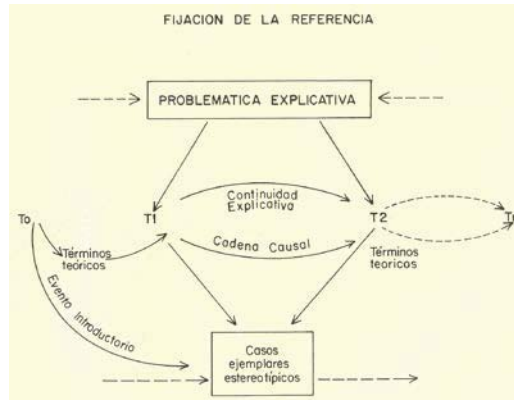 FIJACION DE LA REFERENCIA
PROBLEMATICA EXPLICATIVA
Continuidad
Explicativa
To
T1
T2
Cadena Causal
Términos
teóricos
Términos
teoricos
Evento Introductorio
Casos
ejemplares
estereotípicos